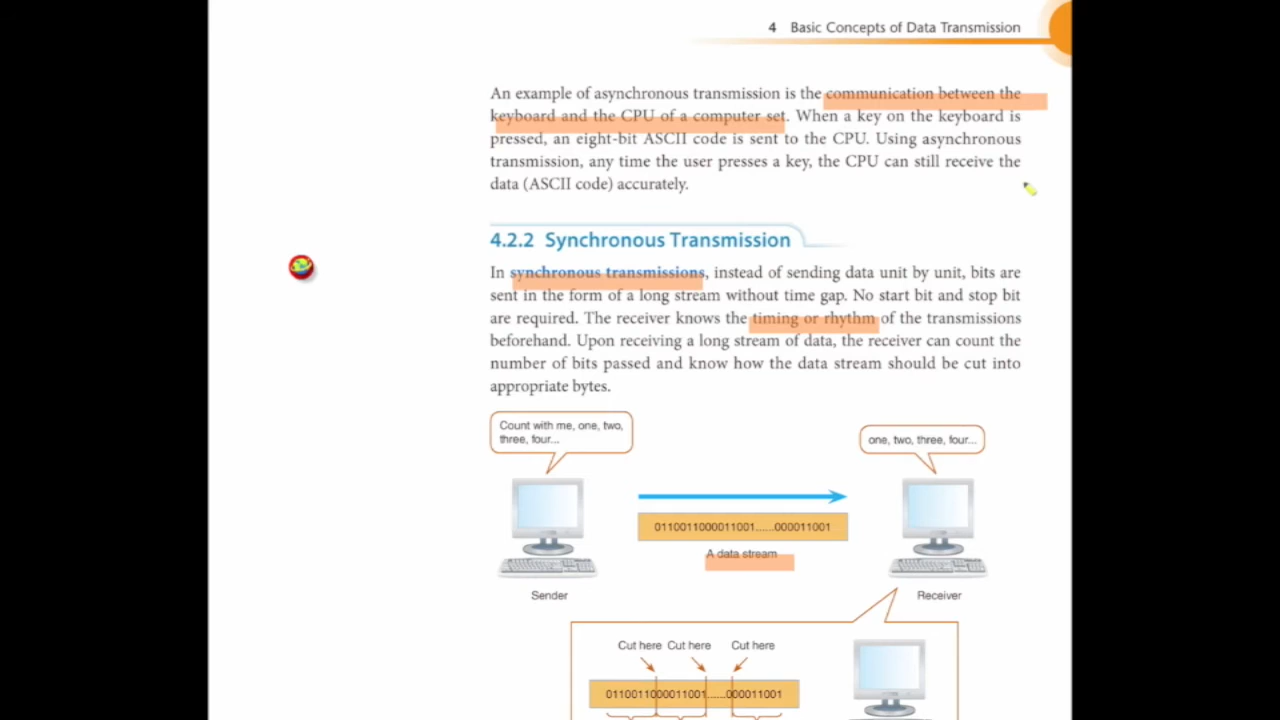 4 Basic Concepts of Data Transmission
An example of asynchronous transmission is the communication between the
keyboard and the CPU of a computer set. When a key on the keyboard is
pressed, an eight-bit ASCII code is sent to the CPU. Using asynchronous
transmission, any time the user presses a key, the CPU can still receive the
data (ASCII code) accurately.
4.2.2 Synchronous Transmission
In synchronous transmissions, instead of sending data unit by unit, bits are
sent in the form of a long stream without time gap. No start bit and stop bit
are required. The receiver knows the timing or rhythm of the transmissions
beforehand. Upon receiving a long stream of data, the receiver can count the
number of bits passed and know how the data stream should be cut into
appropriate bytes.
Count with me, one, two,
three, four...
one, two, three, four...
0110011000011001......000011001
A data stream
Sender
Receiver
Cut here Cut here Cut here
0110011000011001......000011001